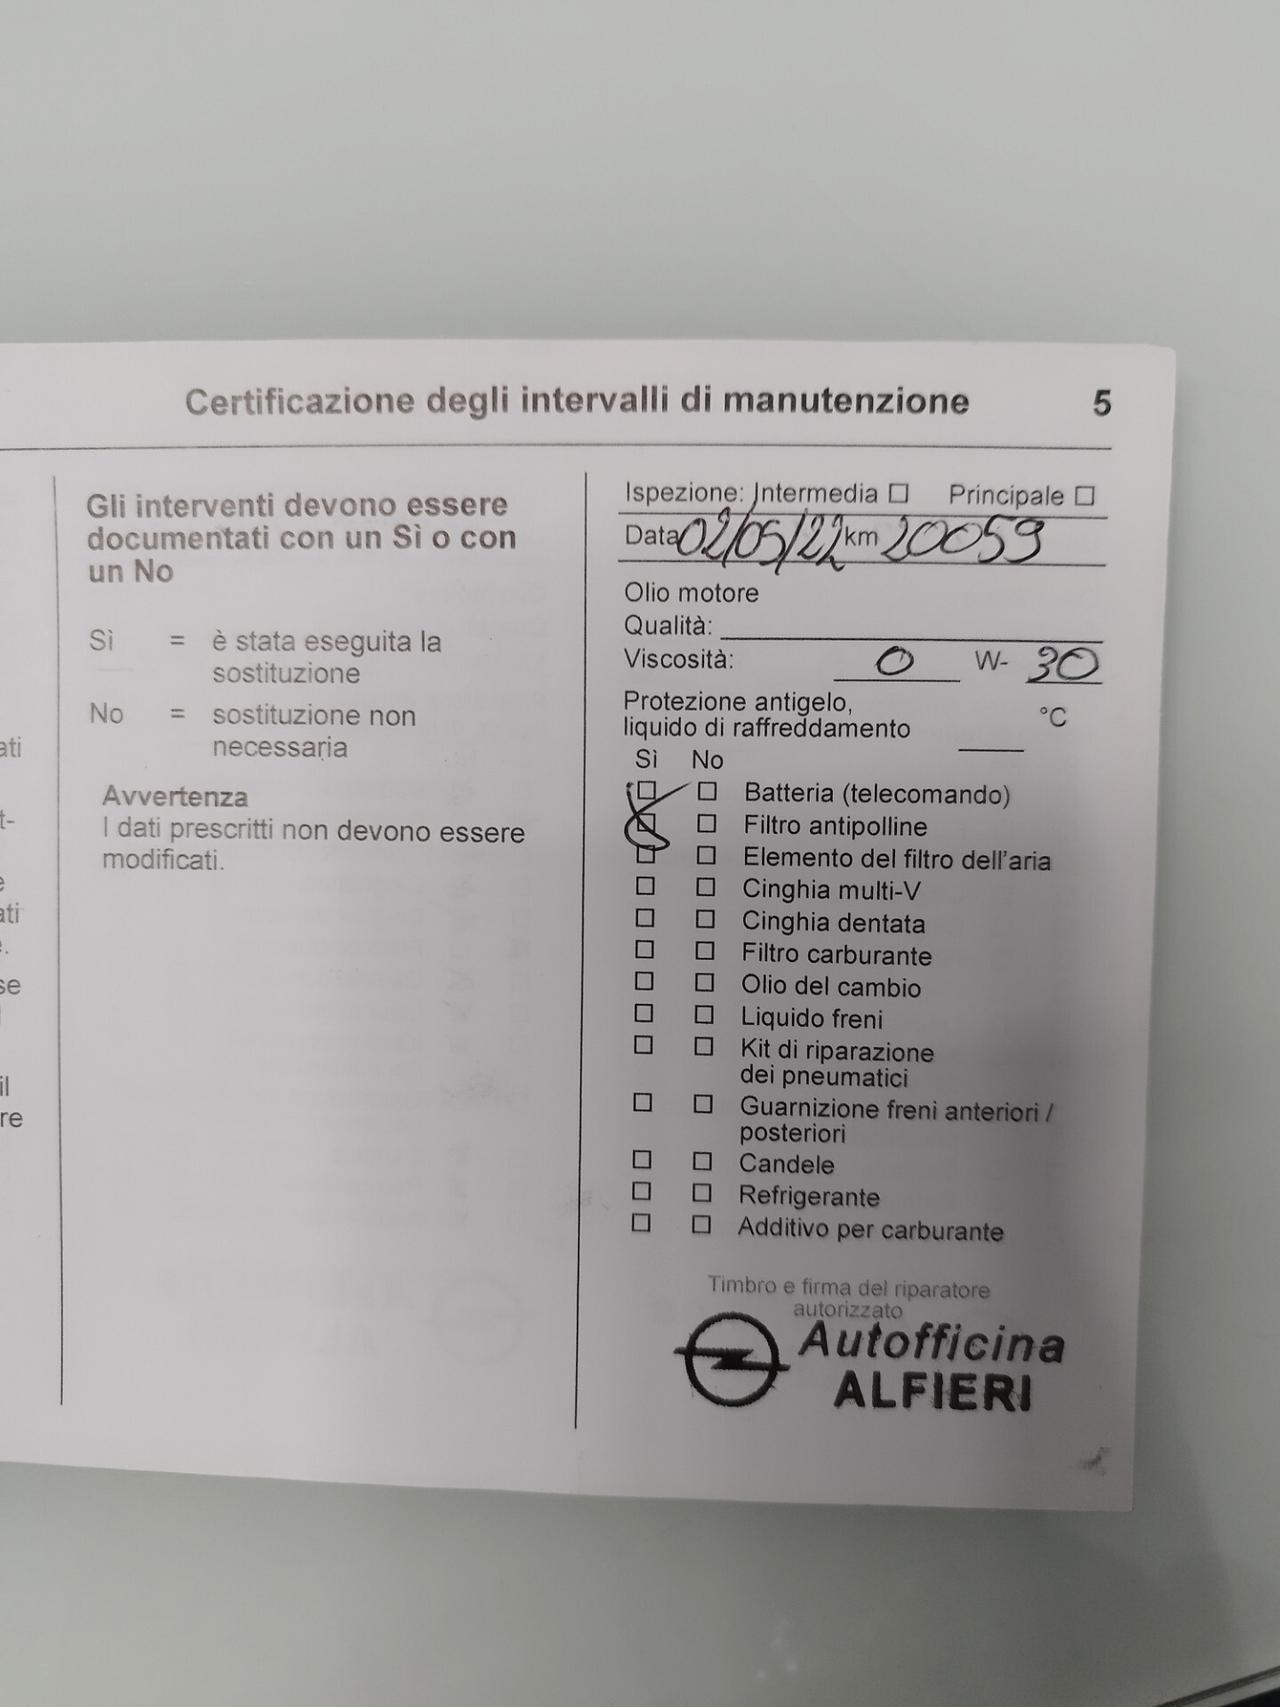 Certificazione degli intervalli di manutenzione 5
ati
t-
e
ati
e.
se
il
re
Gli interventi devono essere
documentati con un Sì o con
un No
Sì = è stata eseguita la
sostituzione
No = sostituzione non
necessaria
Avvertenza
I dati prescritti non devono essere
modificati.
Ispezione: Intermedia ☐ Principale ☐
Data 02/05/22 km 20059
Olio motore
Qualità:
Viscosità: 0 W- 30
Protezione antigelo,
liquido di raffreddamento °C
Sì No
Batteria (telecomando)
Filtro antipolline
Elemento del filtro dell'aria
Cinghia multi-V
Cinghia dentata
Filtro carburante
Olio del cambio
Liquido freni
Kit di riparazione
dei pneumatici
Guarnizione freni anteriori /
posteriori
Candele
Refrigerante
Additivo per carburante
Timbro e firma del riparatore
autorizzato
Autofficina
ALFIERI